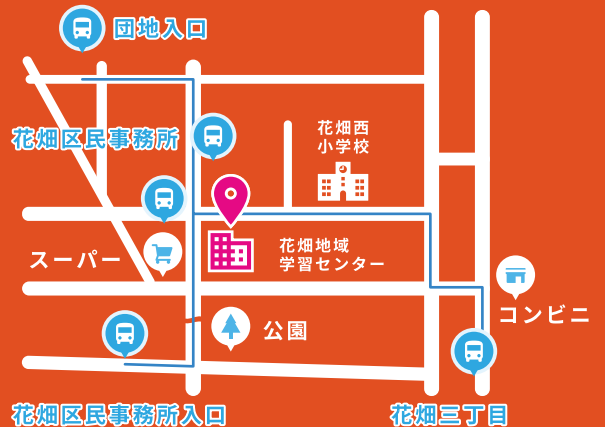 団地入口
花畑西
小学校
花畑区民事務所
花畑地域
学習センター
スーパー
コンビニ
公園
花畑区民事務所入口
花畑三丁目